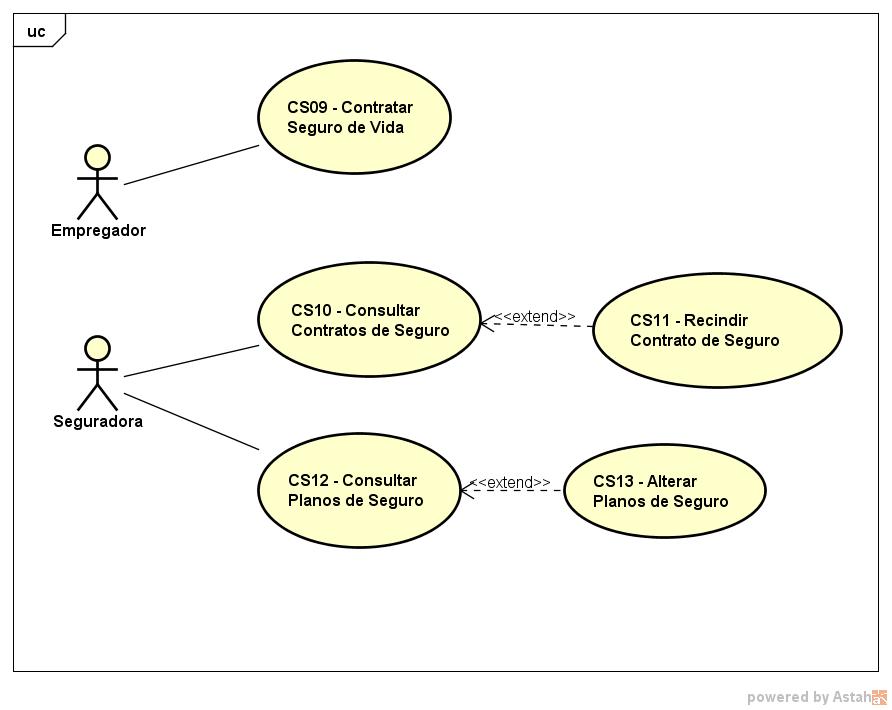 uc
CS09 - Contratar
Seguro de Vida
Empregador
CS10 - Consultar
Contratos de Seguro
<<extend>>
CS11 - Recindir
Contrato de Seguro
Seguradora
CS12 - Consultar
Planos de Seguro
<<extend>>
CS13 - Alterar
Planos de Seguro
powered by Astah